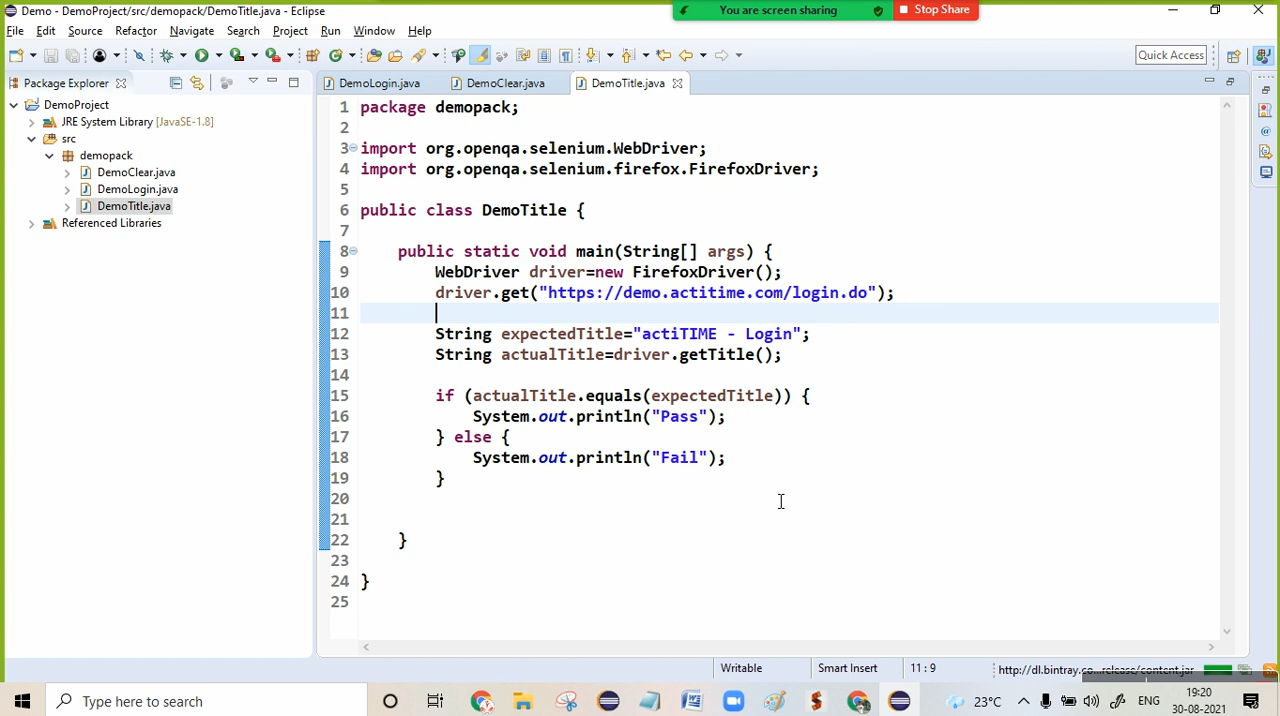 Demo - DemoProject/src/demopack/DemoTitle.java - Eclipse
You are screen sharing
Stop Share
File Edit Source Refactor Navigate Search Project Run Window Help
Quick Access
Package Explorer
DemoLogin.java
DemoClear.java
DemoTitle.java
DemoProject
JRE System Library [JavaSE-1.8]
src
demopack
DemoClear.java
DemoLogin.java
DemoTitle.java
Referenced Libraries
1 package demopack;
2
3 import org.openqa.selenium.WebDriver;
4 import org.openqa.selenium.firefox.FirefoxDriver;
5
6 public class DemoTitle {
7
8 public static void main(String[] args) {
9 WebDriver driver=new FirefoxDriver();
10 driver.get("https://demo.actitime.com/login.do");
11
12 String expectedTitle="actiTIME - Login";
13 String actualTitle=driver.getTitle();
14
15 if (actualTitle.equals(expectedTitle)) {
16 System.out.println("Pass");
17 } else {
18 System.out.println("Fail");
19 }
20
21
22 }
23
24 }
25
Writable
Smart Insert
11 : 9
http://dl.bintray.co...release/content.jar
Type here to search
23°C
ENG
19:20
30-08-2021